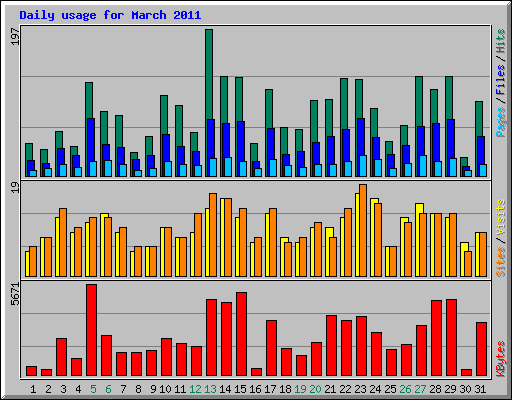 Daily usage for March 2011
197
Pages / Files / Hits
19
Sites / Visits
5671
KBytes
1 2 3 4 5 6 7 8 9 10 11 12 13 14 15 16 17 18 19 20 21 22 23 24 25 26 27 28 29 30 31